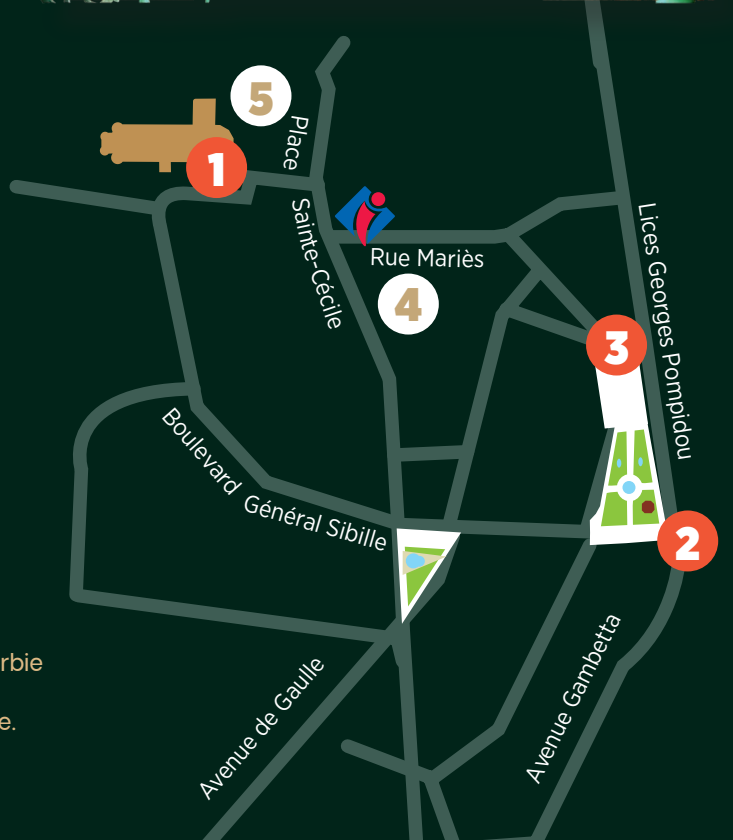 5
Place
1
Sainte-Cécile
Rue Mariès
4
Lices Georges Pompidou
3
Boulevard Général Sibille
2
rbie
e.
Avenue de Gaulle
Avenue Gambetta